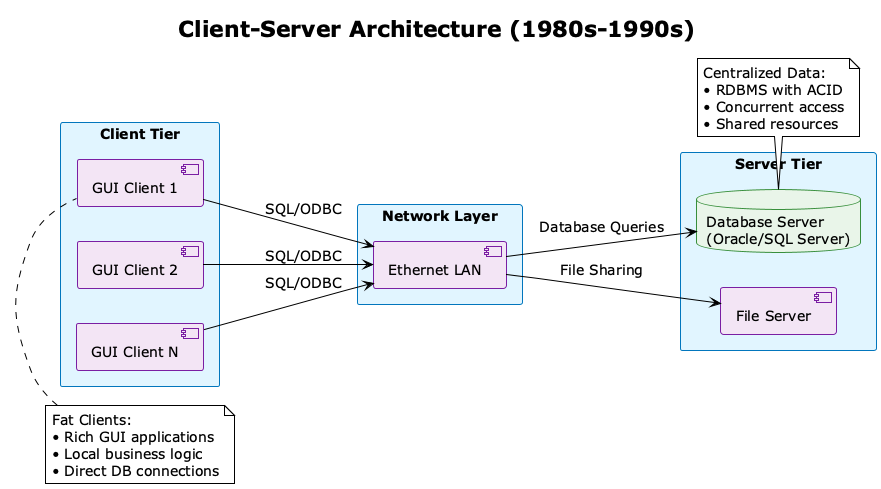 Client-Server Architecture (1980s-1990s)
Centralized Data:
• RDBMS with ACID
• Concurrent access
• Shared resources
Client Tier
GUI Client 1
GUI Client 2
GUI Client N
SQL/ODBC
SQL/ODBC
SQL/ODBC
Network Layer
Ethernet LAN
Database Queries
File Sharing
Server Tier
Database Server
(Oracle/SQL Server)
File Server
Fat Clients:
• Rich GUI applications
• Local business logic
• Direct DB connections